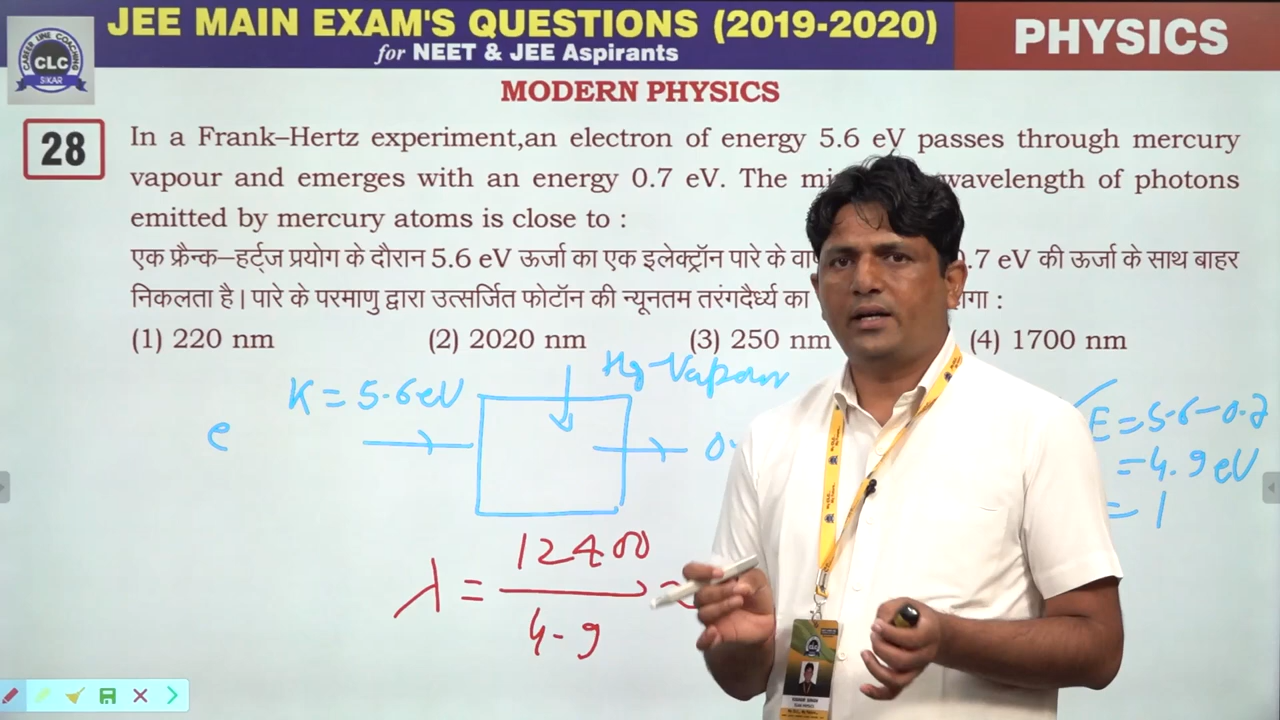 JEE MAIN EXAM'S QUESTIONS (2019-2020)
for NEET & JEE Aspirants
PHYSICS
CAREER LINE COACHING
CLC
SIKAR
MODERN PHYSICS
28
In a Frank–Hertz experiment,an electron of energy 5.6 eV passes through mercury
vapour and emerges with an energy 0.7 eV. The wavelength of photons
emitted by mercury atoms is close to :
एक फ्रैन्क–हर्ट्ज प्रयोग के दौरान 5.6 eV ऊर्जा का एक इलेक्ट्रॉन पारे के .7 eV की ऊर्जा के साथ बाहर
निकलता है। पारे के परमाणु द्वारा उत्सर्जित फोटॉन की न्यूनतम तरंगदैर्ध्य का :
(1) 220 nm (2) 2020 nm (3) 250 nm (4) 1700 nm
Hg-Vapour
K = 5.6 eV
E = 5.6 – 0.7
e
0.
= 4.9 eV
= 1
λ = 12400 =
4.9